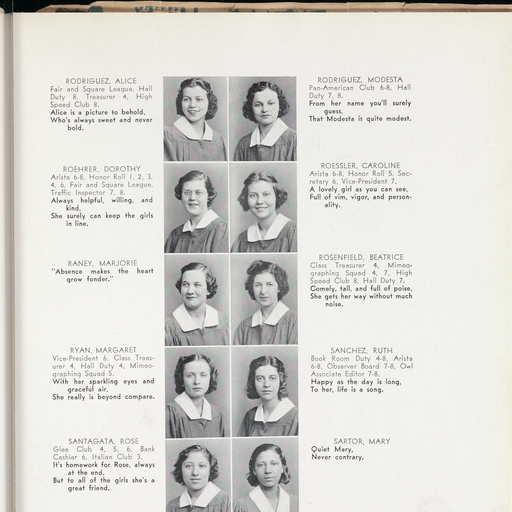 RODRIGUEZ, ALICE
Fair and Square League, Hall
Duty 8, Treasurer 4, High
Speed Club 8.
Alice is a picture to behold,
Who's always sweet and never
bold.
RODRIGUEZ, MODESTA
Pan-American Club 6-8, Hall
Duty 7, 8.
From her name you'll surely
guess,
That Modesta is quite modest.
ROEHRER, DOROTHY
Arista 6-8, Honor Roll 1, 2, 3,
4, 6, Fair and Square League,
Traffic Inspector 7, 8.
Always helpful, willing, and
kind,
She surely can keep the girls
in line.
ROESSLER, CAROLINE
Arista 6-8, Honor Roll 5, Sec-
retary 6, Vice-President 7.
A lovely girl as you can see,
Full of vim, vigor, and person-
ality.
RANEY, MARJORIE
"Absence makes the heart
grow fonder."
ROSENFIELD, BEATRICE
Class Treasurer 4, Mimeo-
graphing Squad 4, 7, High
Speed Club 8, Hall Duty 7.
Comely, tall, and full of poise,
She gets her way without much
noise.
RYAN, MARGARET
Vice-President 6, Class Treas-
urer 4, Hall Duty 4, Mimeo-
graphing Squad 5.
With her sparkling eyes and
graceful air,
She really is beyond compare.
SANCHEZ, RUTH
Book Room Duty 4-8, Arista
6-8, Observer Board 7-8, Owl
Associate Editor 7-8.
Happy as the day is long,
To her, life is a song.
SANTAGATA, ROSE
Glee Club 4, 5, 6, Bank
Cashier 6, Italian Club 3.
It's homework for Rose, always
at the end,
But to all of the girls she's a
great friend.
SARTOR, MARY
Quiet Mary,
Never contrary.